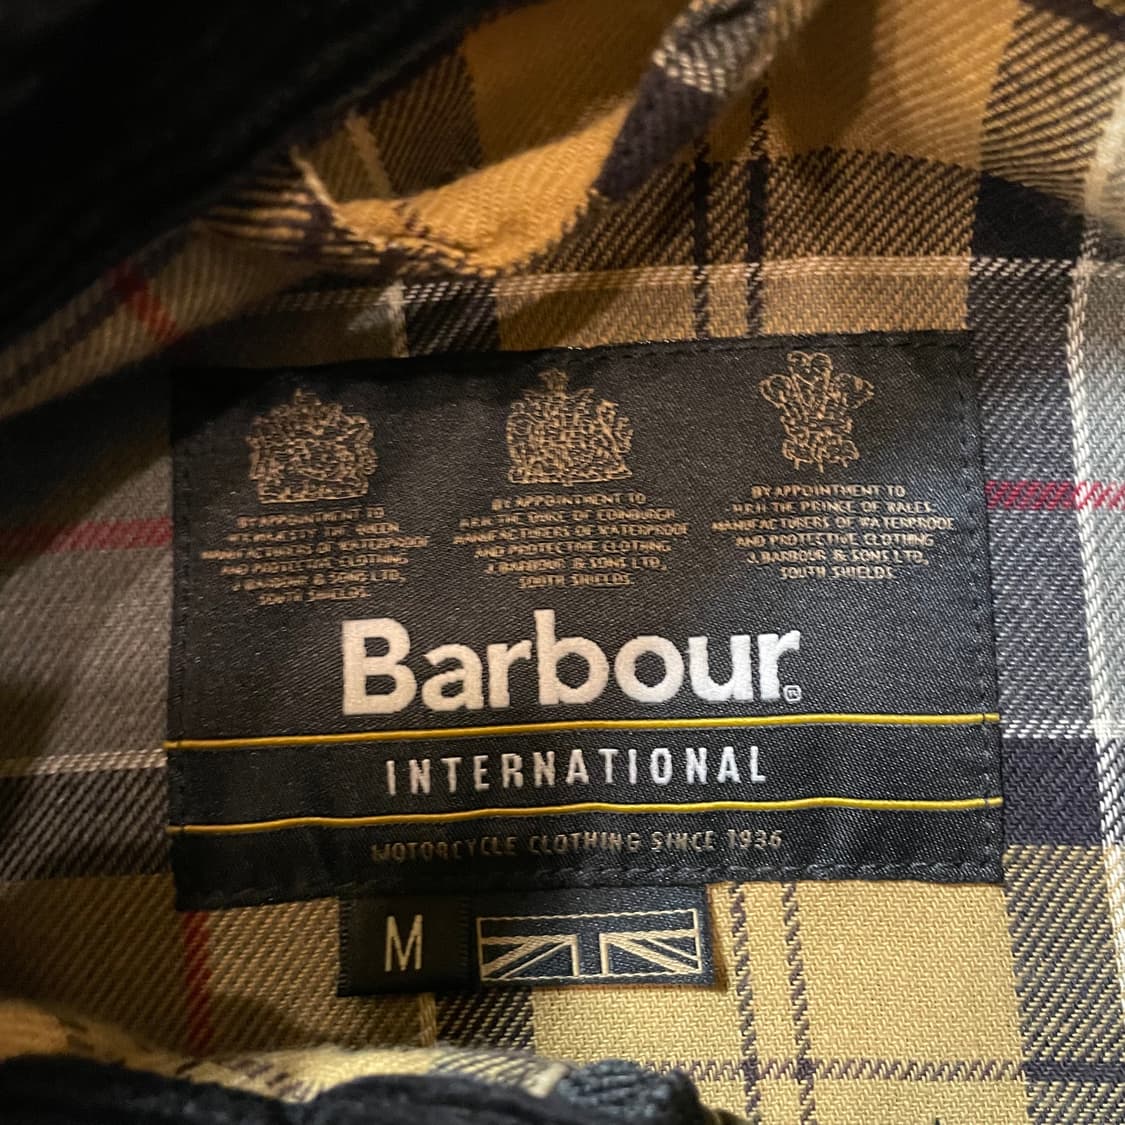 BY APPOINTMENT TO
HER MAJESTY THE QUEEN
MANUFACTURERS OF WATERPROOF
AND PROTECTIVE CLOTHING
J. BARBOUR & SONS LTD,
SOUTH SHIELDS
BY APPOINTMENT TO
H.R.H. THE DUKE OF EDINBURGH
MANUFACTURERS OF WATERPROOF
AND PROTECTIVE CLOTHING
J. BARBOUR & SONS LTD,
SOUTH SHIELDS
BY APPOINTMENT TO
H.R.H. THE PRINCE OF WALES
MANUFACTURERS OF WATERPROOF
AND PROTECTIVE CLOTHING
J. BARBOUR & SONS LTD,
SOUTH SHIELDS
Barbour®
INTERNATIONAL
MOTORCYCLE CLOTHING SINCE 1936
M